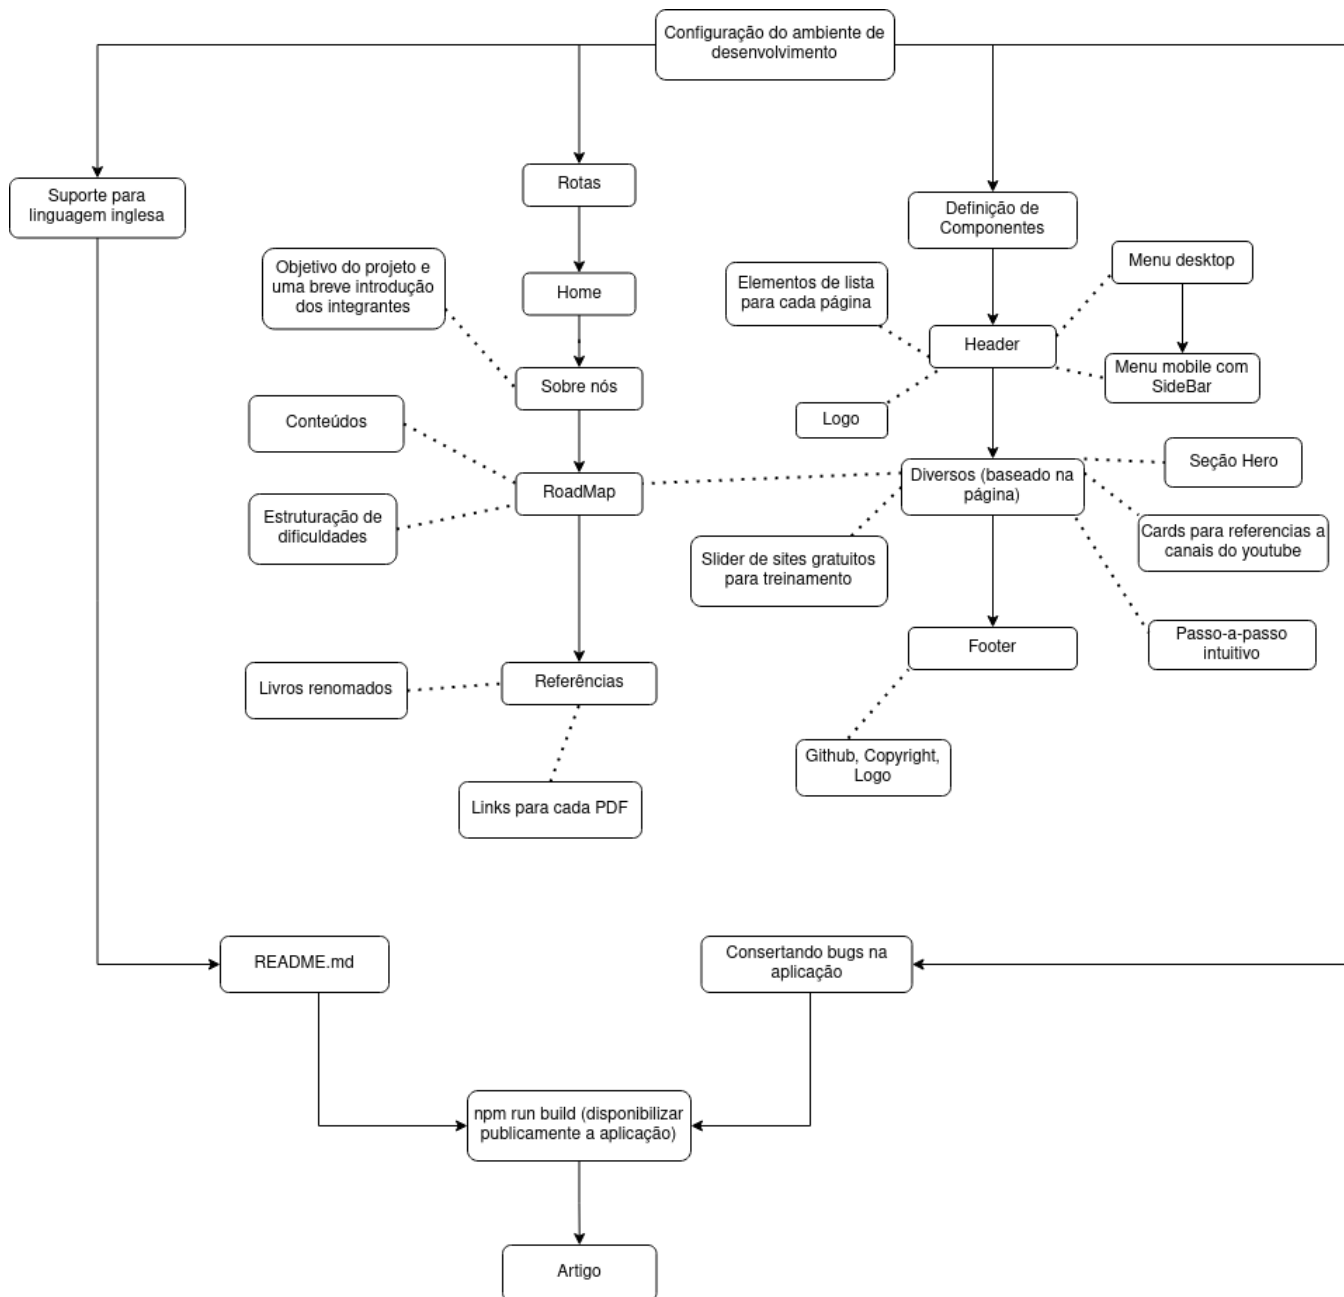 Configuração do ambiente de
desenvolvimento
Suporte para
linguagem inglesa
Rotas
Definição de
Componentes
Objetivo do projeto e
uma breve introdução
dos integrantes
Home
Elementos de lista
para cada página
Menu desktop
Header
Sobre nós
Menu mobile com
SideBar
Conteúdos
Logo
RoadMap
Diversos (baseado na
página)
Seção Hero
Estruturação de
dificuldades
Slider de sites gratuitos
para treinamento
Cards para referencias a
canais do youtube
Footer
Passo-a-passo
intuitivo
Livros renomados
Referências
Github, Copyright,
Logo
Links para cada PDF
README.md
Consertando bugs na
aplicação
npm run build (disponibilizar
publicamente a aplicação)
Artigo